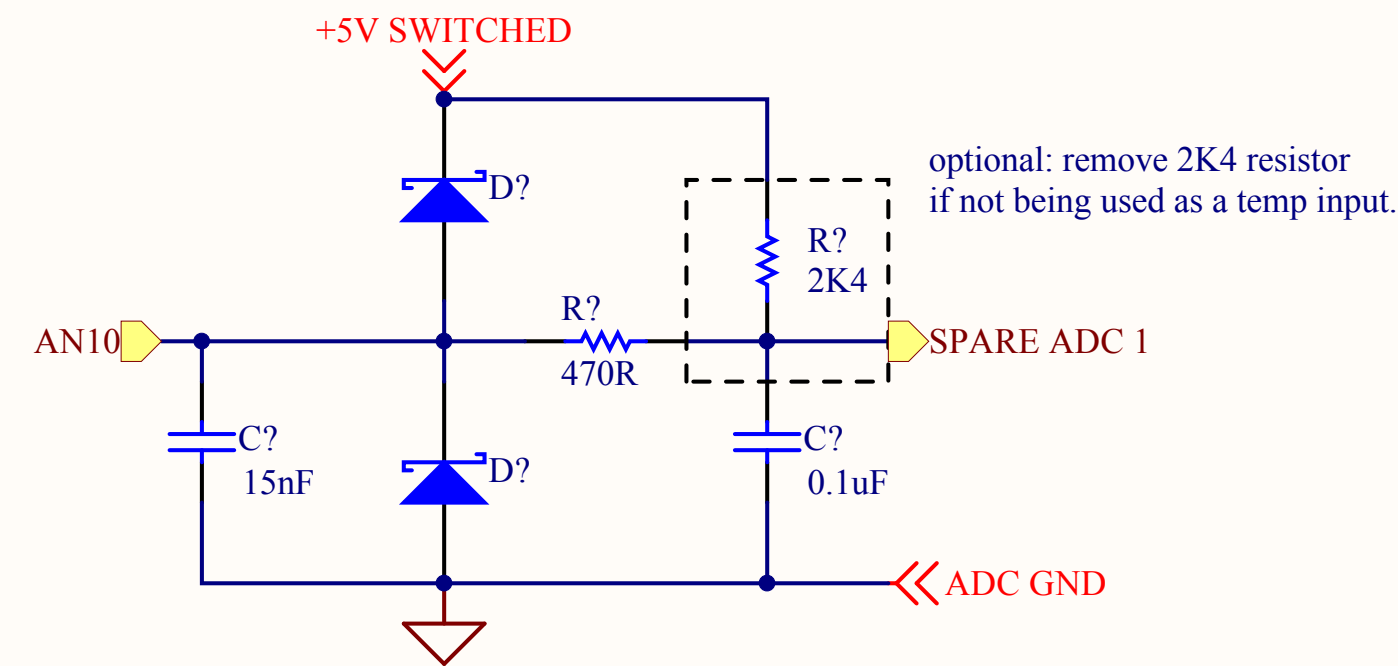 +5V SWITCHED
optional: remove 2K4 resistor
if not being used as a temp input.
D?
R?
2K4
R?
470R
AN10
SPARE ADC 1
C?
15nF
D?
C?
0.1uF
ADC GND